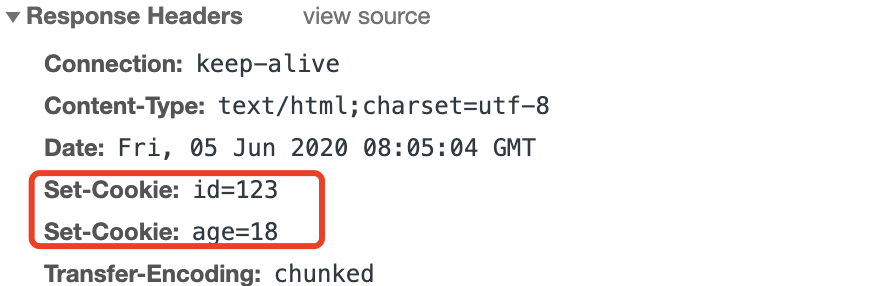 ▼Response Headers view source
Connection: keep-alive
Content-Type: text/html;charset=utf-8
Date: Fri, 05 Jun 2020 08:05:04 GMT
Set-Cookie: id=123
Set-Cookie: age=18
Transfer-Encoding: chunked